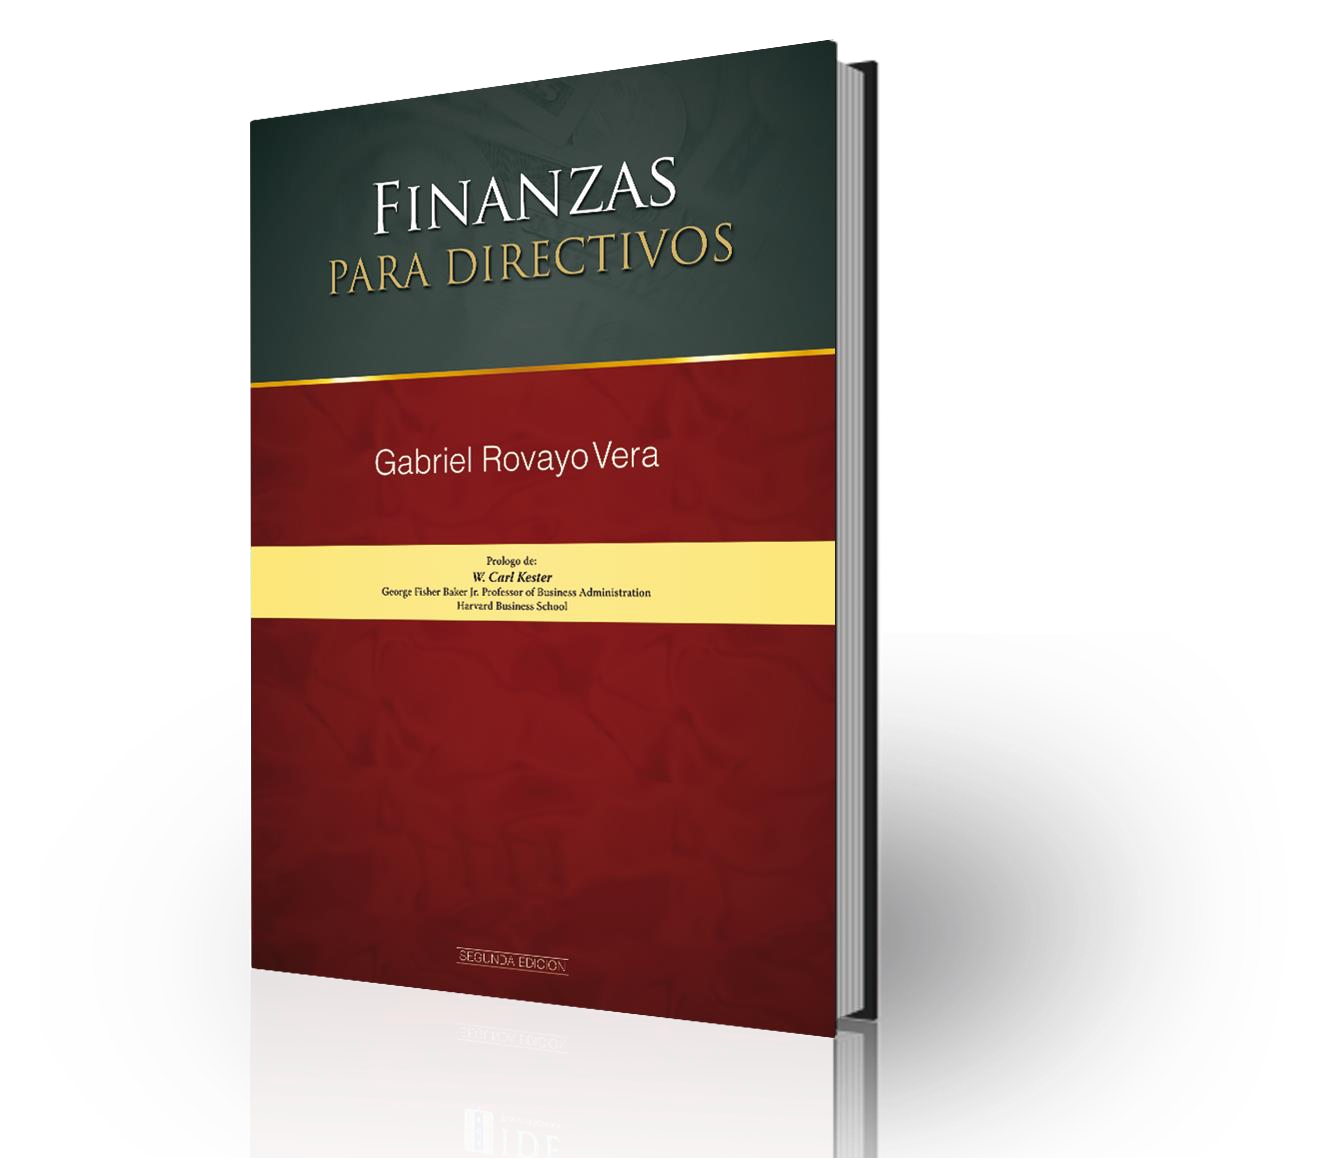 FINANZAS
PARA DIRECTIVOS
Gabriel Rovayo Vera
Prologo de:
W. Carl Kester
George Fisher Baker Jr. Professor of Business Administration
Harvard Business School
SEGUNDA EDICION
IDE